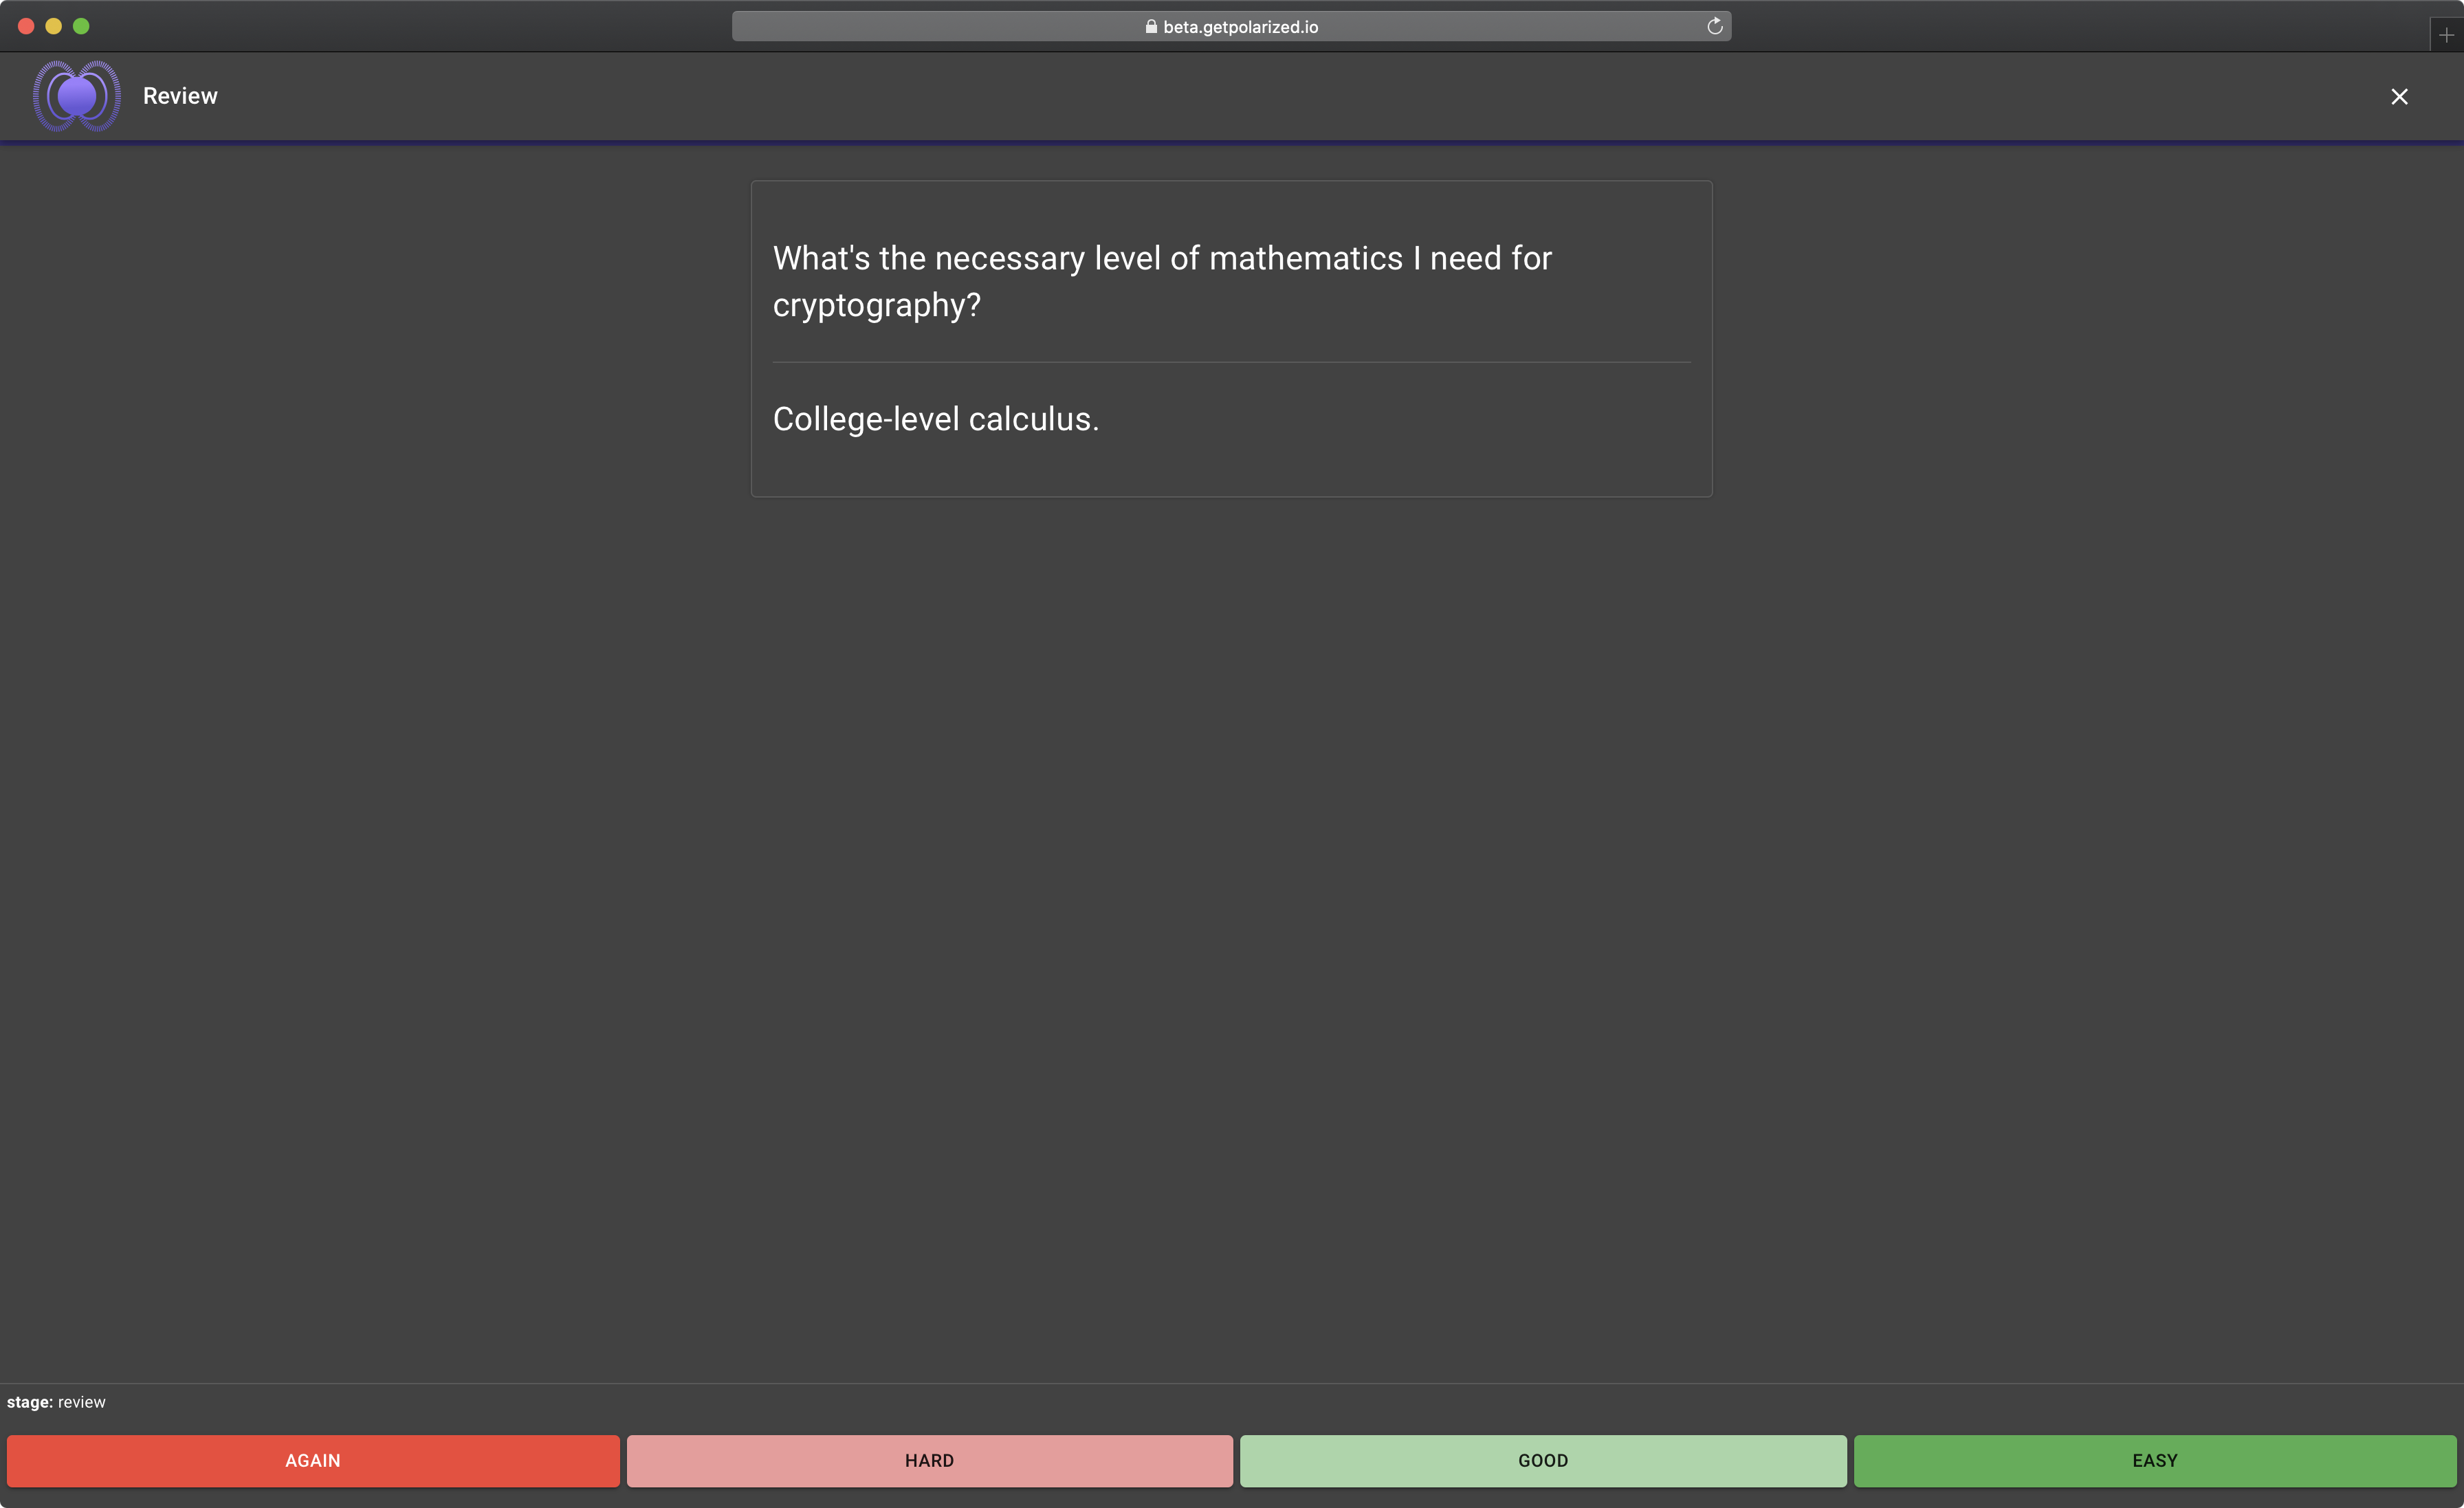 beta.getpolarized.io
Review
What's the necessary level of mathematics I need for
cryptography?
College-level calculus.
stage: review
AGAIN
HARD
GOOD
EASY